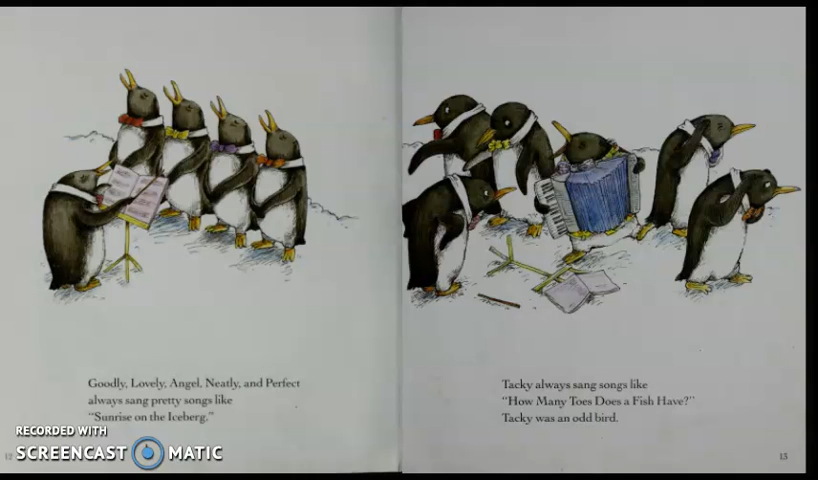 Goodly, Lovely, Angel, Neatly, and Perfect
always sang pretty songs like
"Sunrise on the Iceberg."
12
Tacky always sang songs like
"How Many Toes Does a Fish Have?"
Tacky was an odd bird.
13
RECORDED WITH
SCREENCAST MATIC